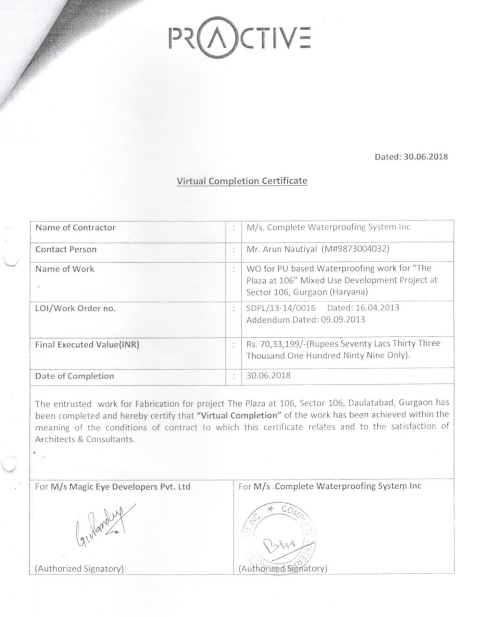 PROACTIVE
Dated: 30.06.2018
Virtual Completion Certificate
Name of Contractor : M/s. Complete Waterproofing System Inc
Contact Person : Mr. Arun Nautiyal (M#9873004032)
Name of Work : WO for PU based Waterproofing work for "The
Plaza at 106" Mixed Use Development Project at
Sector 106, Gurgaon (Haryana)
LOI/Work Order no. : SDPL/13-14/0016 Dated: 16.04.2013
Addendum Dated: 09.09.2013
Final Executed Value(INR) : Rs. 70,33,199/-(Rupees Seventy Lacs Thirty Three
Thousand One Hundred Ninty Nine Only).
Date of Completion : 30.06.2018
The entrusted work for Fabrication for project The Plaza at 106, Sector 106, Daulatabad, Gurgaon has
been completed and hereby certify that "Virtual Completion" of the work has been achieved within the
meaning of the conditions of contract to which this certificate relates and to the satisfaction of
Architects & Consultants.
For M/s Magic Eye Developers Pvt. Ltd
For M/s .Complete Waterproofing System Inc
(Authorized Signatory)
(Authorized Signatory)